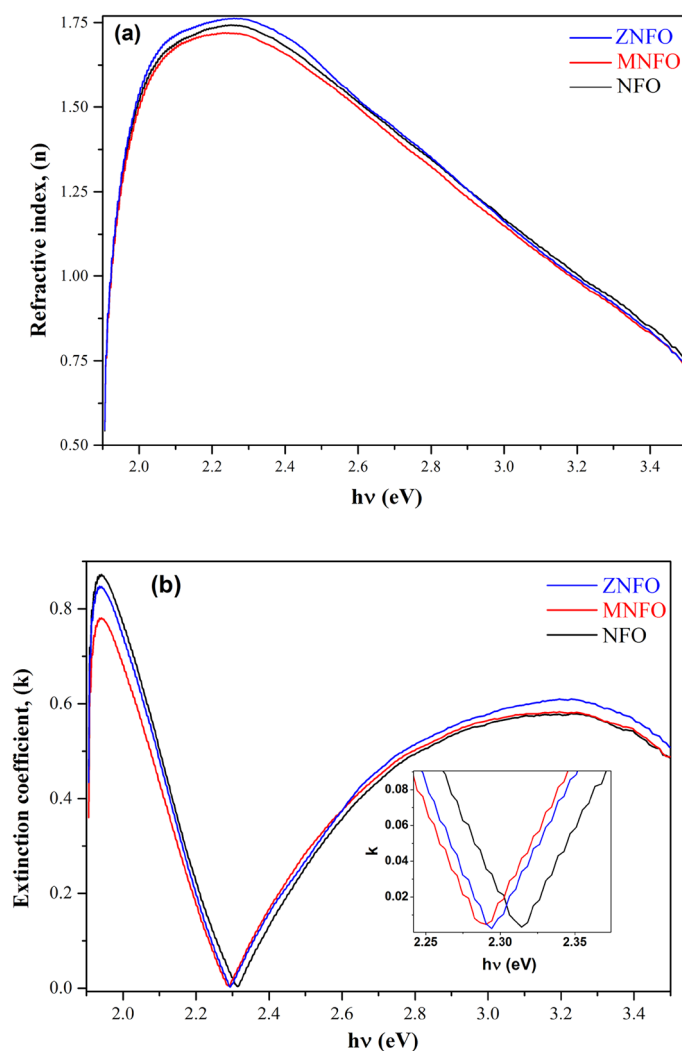 (a)
ZNFO
MNFO
NFO
Refractive index, (n)
1.75
1.50
1.25
1.00
0.75
0.50
2.0 2.2 2.4 2.6 2.8 3.0 3.2 3.4
hν (eV)
(b)
ZNFO
MNFO
NFO
Extinction coefficient, (k)
0.8
0.6
0.4
0.2
0.0
k
0.08
0.06
0.04
0.02
2.25 2.30 2.35
hν (eV)
2.0 2.2 2.4 2.6 2.8 3.0 3.2 3.4
hν (eV)